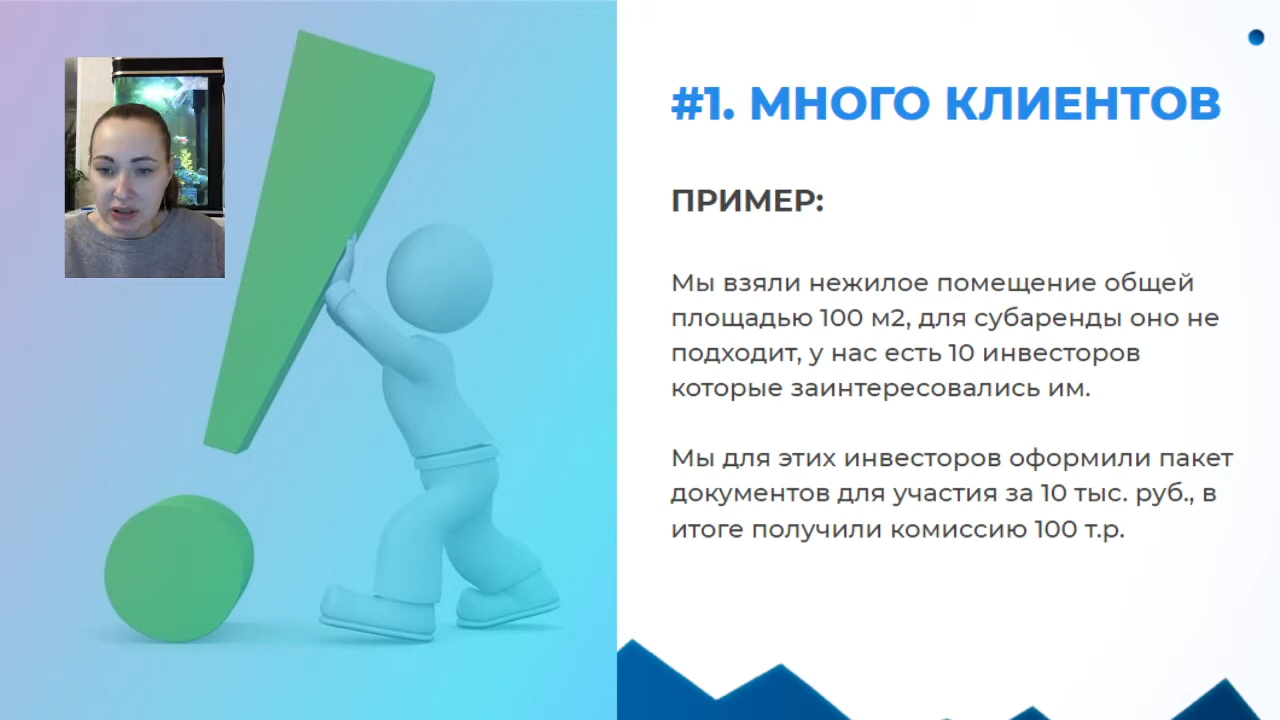 #1. МНОГО КЛИЕНТОВ
ПРИМЕР:
Мы взяли нежилое помещение общей
площадью 100 м2, для субаренды оно не
подходит, у нас есть 10 инвесторов
которые заинтересовались им.
Мы для этих инвесторов оформили пакет
документов для участия за 10 тыс. руб., в
итоге получили комиссию 100 т.р.